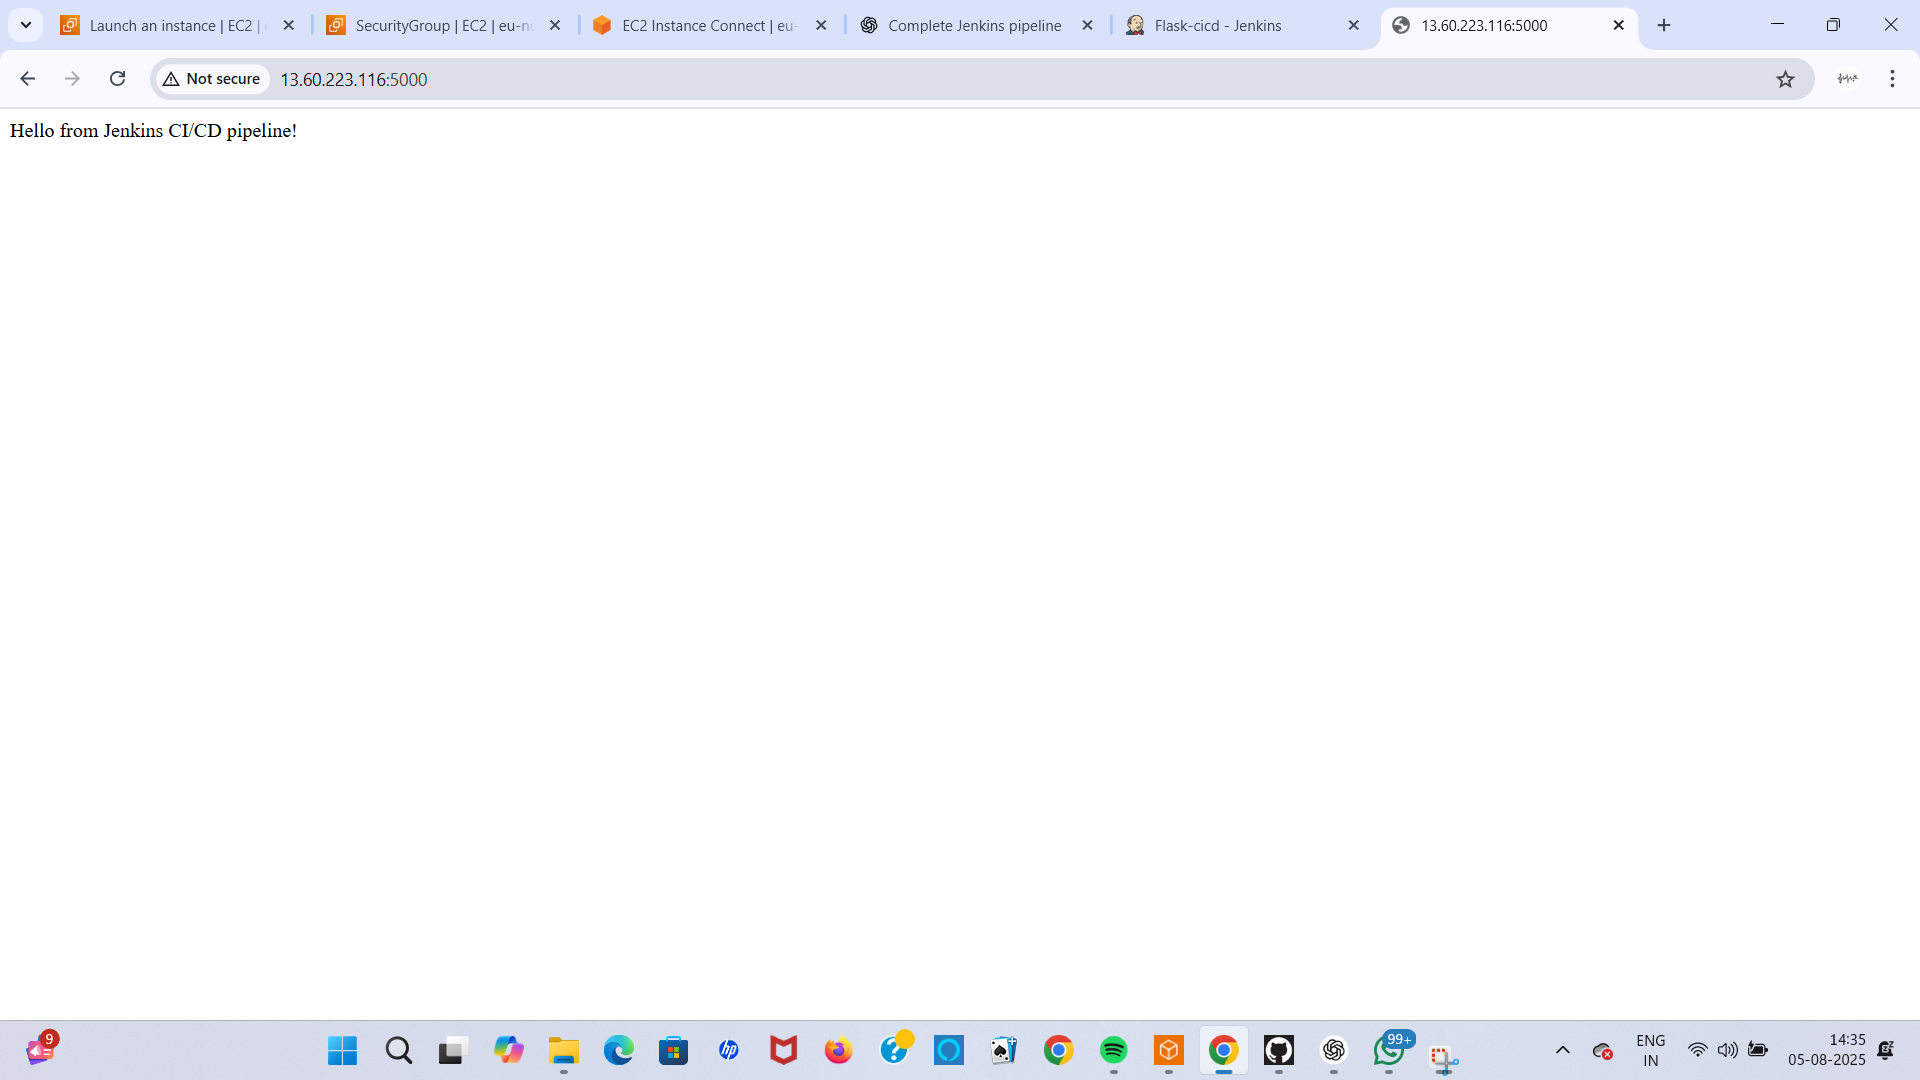 Launch an instance | EC2 |
SecurityGroup | EC2 | eu-n
EC2 Instance Connect | eu-
Complete Jenkins pipeline
Flask-cicd - Jenkins
13.60.223.116:5000
Not secure
13.60.223.116:5000
Hello from Jenkins CI/CD pipeline!
9
hp
99+
ENG
IN
14:35
05-08-2025